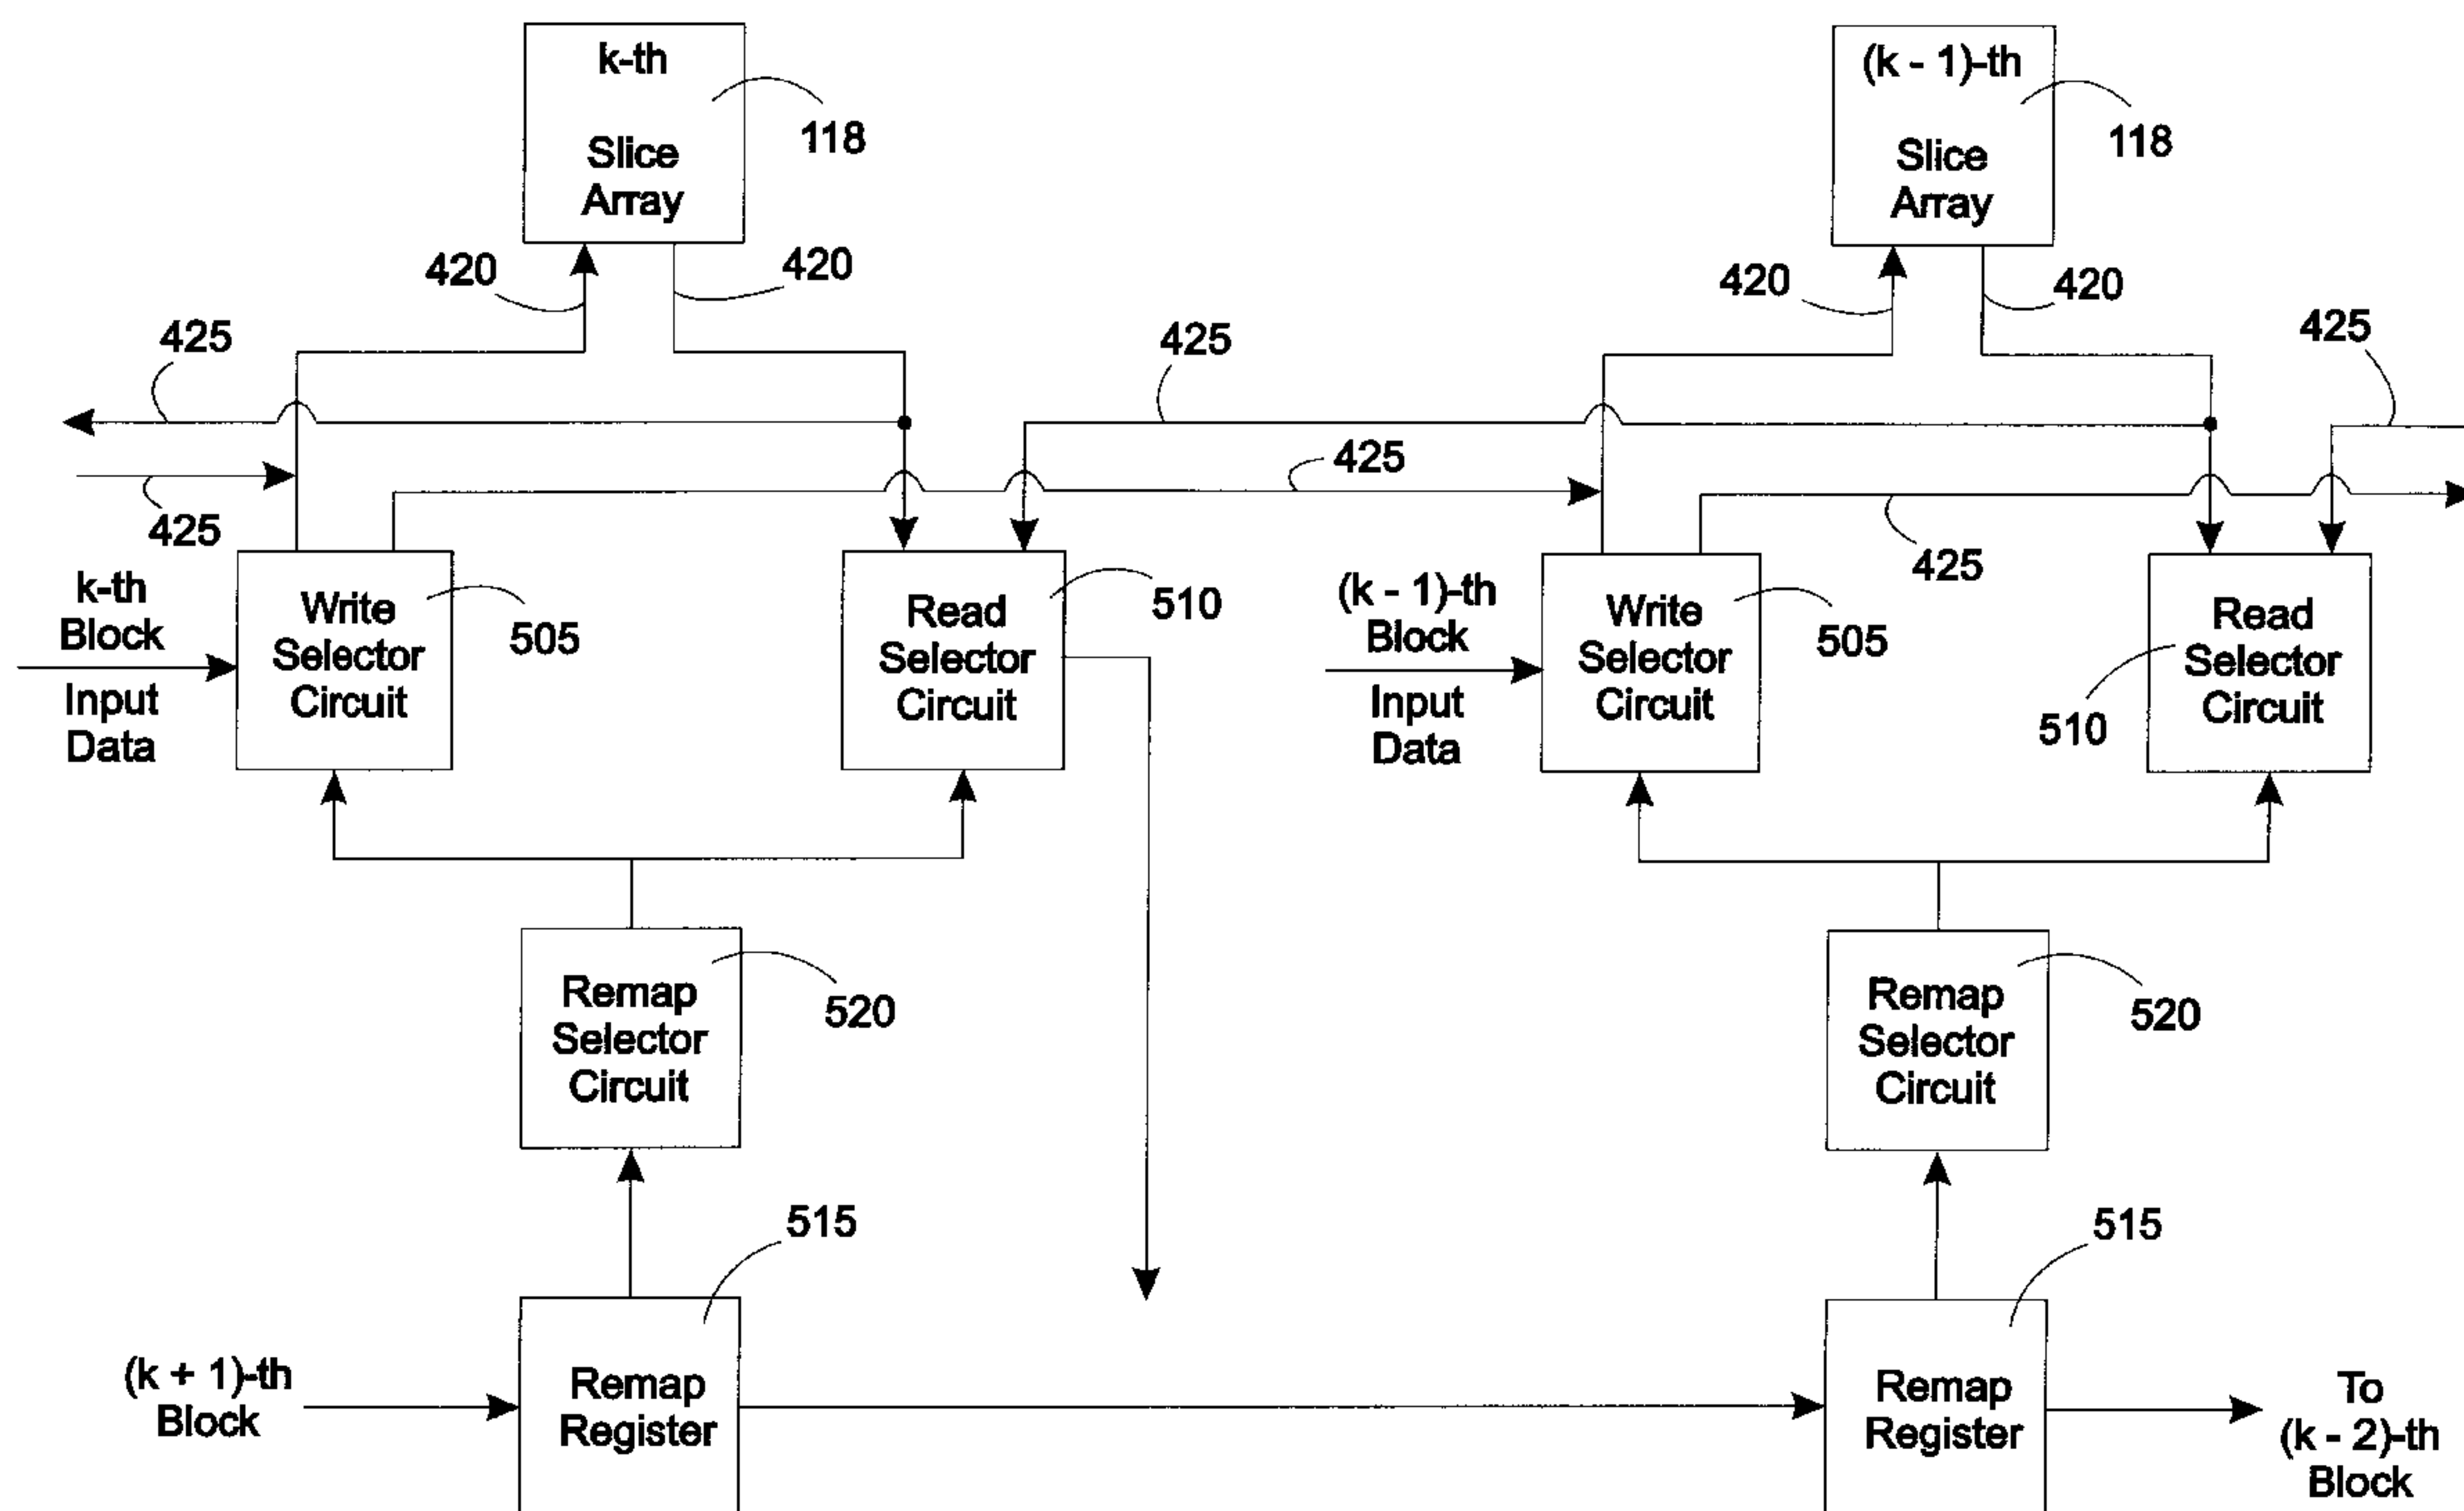 k-th
Slice
Array
118
(k - 1)-th
Slice
Array
118
420
420
420
420
425
425
425
425
425
425
k-th
Block
Input
Data
Write
Selector
Circuit
505
Read
Selector
Circuit
510
(k - 1)-th
Block
Input
Data
Write
Selector
Circuit
505
Read
Selector
Circuit
510
Remap
Selector
Circuit
520
Remap
Selector
Circuit
520
515
515
(k + 1)-th
Block
Remap
Register
Remap
Register
To
(k - 2)-th
Block